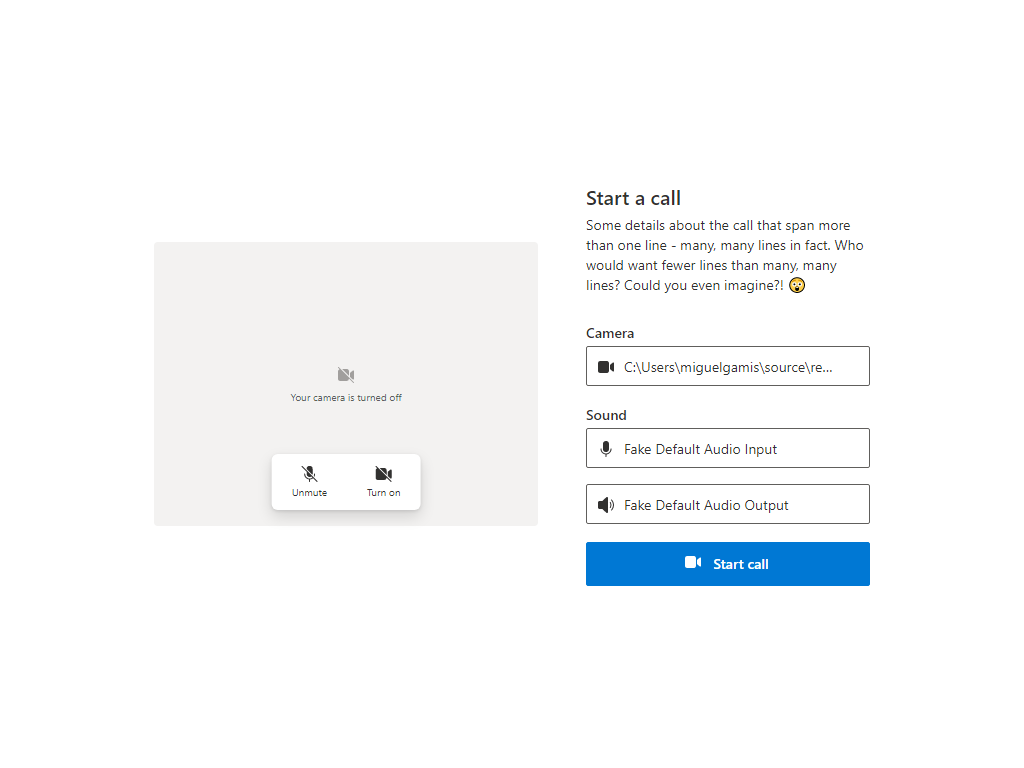 Start a call
Some details about the call that span more
than one line - many, many lines in fact. Who
would want fewer lines than many, many
lines? Could you even imagine?! 😮
Camera
C:\Users\miguelgamis\source\re...
Your camera is turned off
Sound
Fake Default Audio Input
Unmute
Turn on
Fake Default Audio Output
Start call